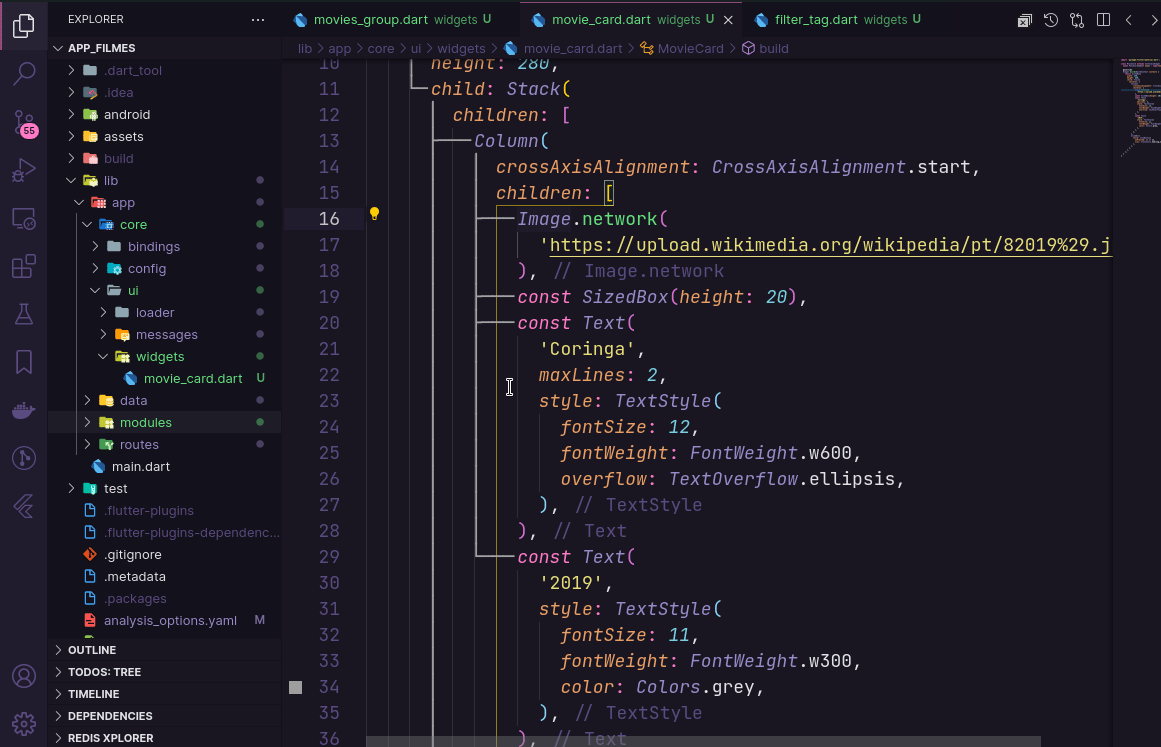 EXPLORER
APP_FILMES
.dart_tool
.idea
android
assets
build
lib
app
core
bindings
config
ui
loader
messages
widgets
movie_card.dart U
data
modules
routes
main.dart
test
.flutter-plugins
.flutter-plugins-dependenc...
.gitignore
.metadata
.packages
analysis_options.yaml M
OUTLINE
TODOS: TREE
TIMELINE
DEPENDENCIES
REDIS XPLORER
55
movies_group.dart widgets U
movie_card.dart widgets U
filter_tag.dart widgets U
lib > app > core > ui > widgets > movie_card.dart > MovieCard > build
10 height: 280,
11 child: Stack(
12 children: [
13 Column(
14 crossAxisAlignment: CrossAxisAlignment.start,
15 children: [
16 Image.network(
17 'https://upload.wikimedia.org/wikipedia/pt/82019%29.j
18 ), // Image.network
19 const SizedBox(height: 20),
20 const Text(
21 'Coringa',
22 maxLines: 2,
23 style: TextStyle(
24 fontSize: 12,
25 fontWeight: FontWeight.w600,
26 overflow: TextOverflow.ellipsis,
27 ), // TextStyle
28 ), // Text
29 const Text(
30 '2019',
31 style: TextStyle(
32 fontSize: 11,
33 fontWeight: FontWeight.w300,
34 color: Colors.grey,
35 ), // TextStyle
36 ), // Text